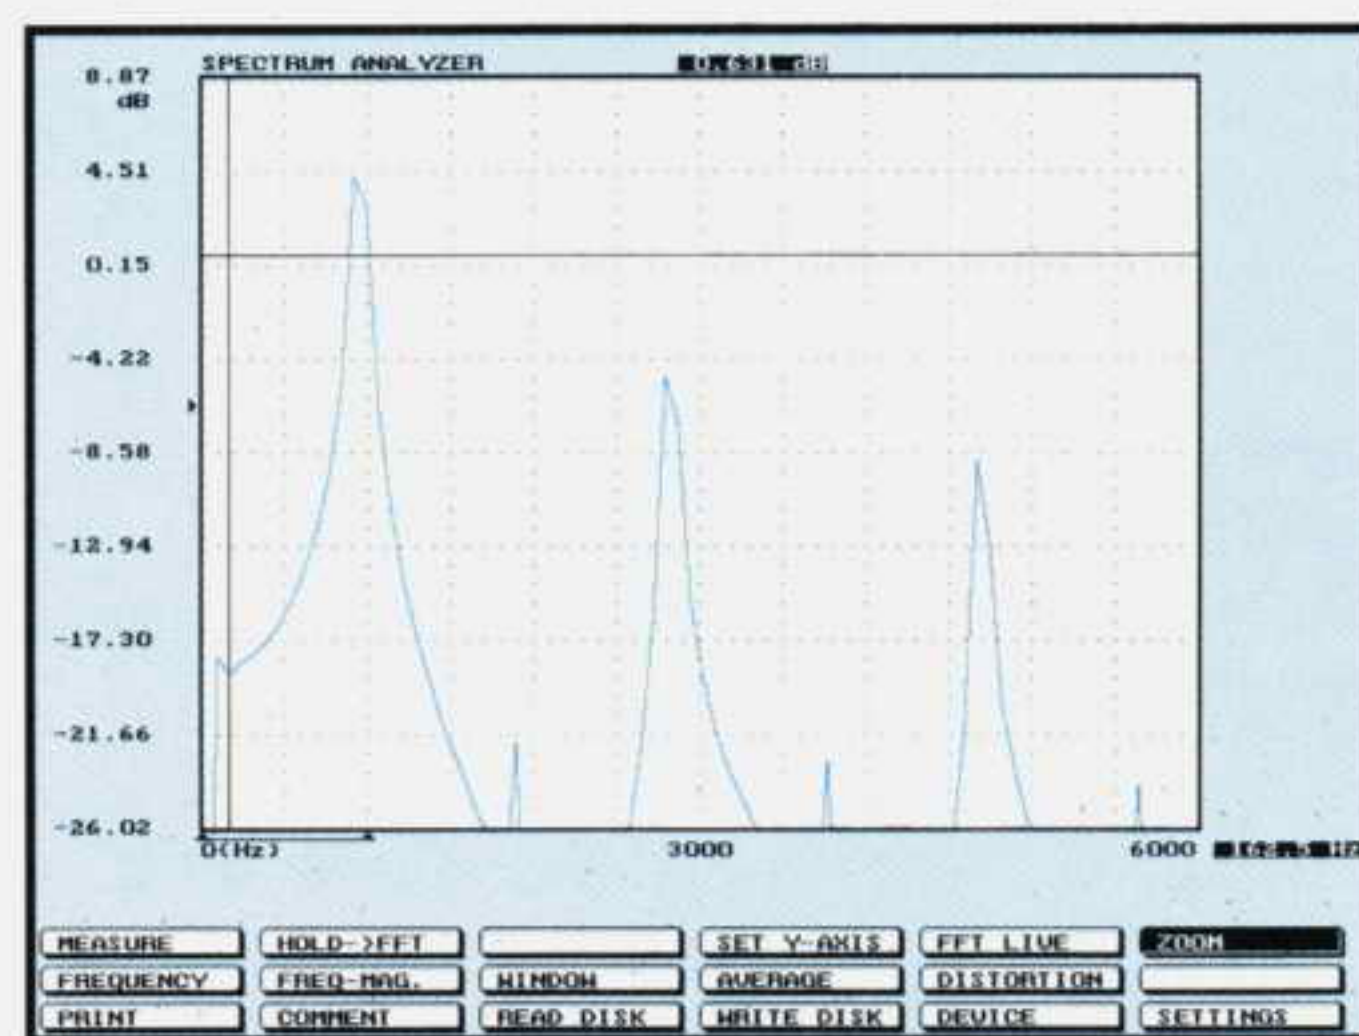 SPECTRUM ANALYZER
8.87
dB
4.51
0.15
-4.22
-8.58
-12.94
-17.30
-21.66
-26.02
0(Hz)
3000
6000
MEASURE
HOLD->FFT
SET Y-AXIS
FFT LIVE
ZOOM
FREQUENCY
FREQ-MAG.
WINDOW
AVERAGE
DISTORTION
PRINT
COMMENT
READ DISK
WRITE DISK
DEVICE
SETTINGS